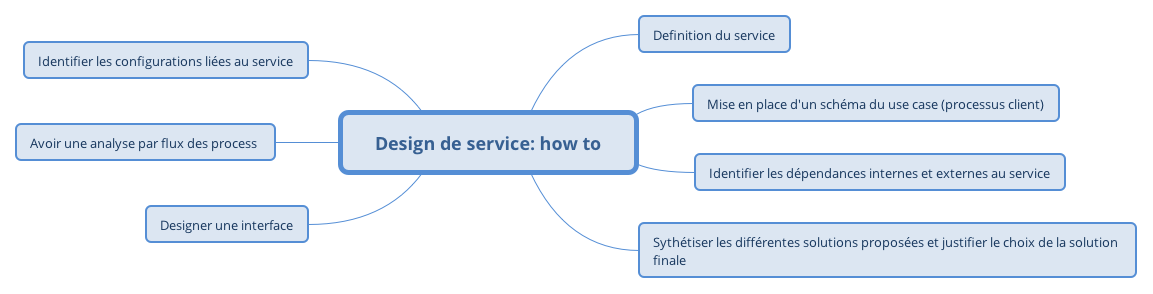 Definition du service
Identifier les configurations liées au service
Mise en place d'un schéma du use case (processus client)
Avoir une analyse par flux des process
Design de service: how to
Identifier les dépendances internes et externes au service
Designer une interface
Sythétiser les différentes solutions proposées et justifier le choix de la solution
finale